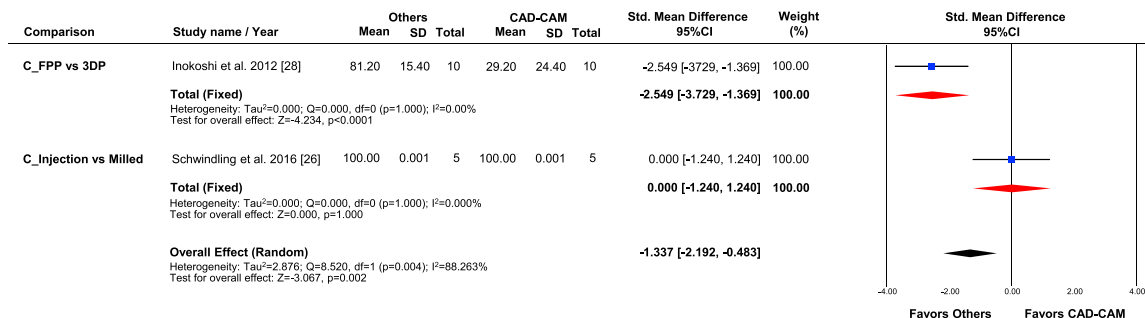 Others CAD-CAM Std. Mean Difference Weight Std. Mean Difference
Comparison Study name / Year Mean SD Total Mean SD Total 95%CI (%) 95%CI
C_FPP vs 3DP Inokoshi et al. 2012 [28] 81.20 15.40 10 29.20 24.40 10 -2.549 [-3729, -1.369] 100.00
Total (Fixed) -2.549 [-3.729, -1.369] 100.00
Heterogeneity: Tau²=0.000; Q=0.000, df=0 (p=1.000); I²=0.00%
Test for overall effect: Z=-4.234, p<0.0001
C_Injection vs Milled Schwindling et al. 2016 [26] 100.00 0.001 5 100.00 0.001 5 0.000 [-1.240, 1.240] 100.00
Total (Fixed) 0.000 [-1.240, 1.240] 100.00
Heterogeneity: Tau²=0.000; Q=0.000, df=0 (p=1.000); I²=0.000%
Test for overall effect: Z=0.000, p=1.000
Overall Effect (Random) -1.337 [-2.192, -0.483]
Heterogeneity: Tau²=2.876; Q=8.520, df=1 (p=0.004); I²=88.263%
Test for overall effect: Z=-3.067, p=0.002
-4.00 -2.00 0.00 2.00 4.00
Favors Others Favors CAD-CAM